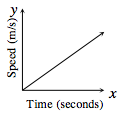 y
Speed (m/s)
x
Time (seconds)